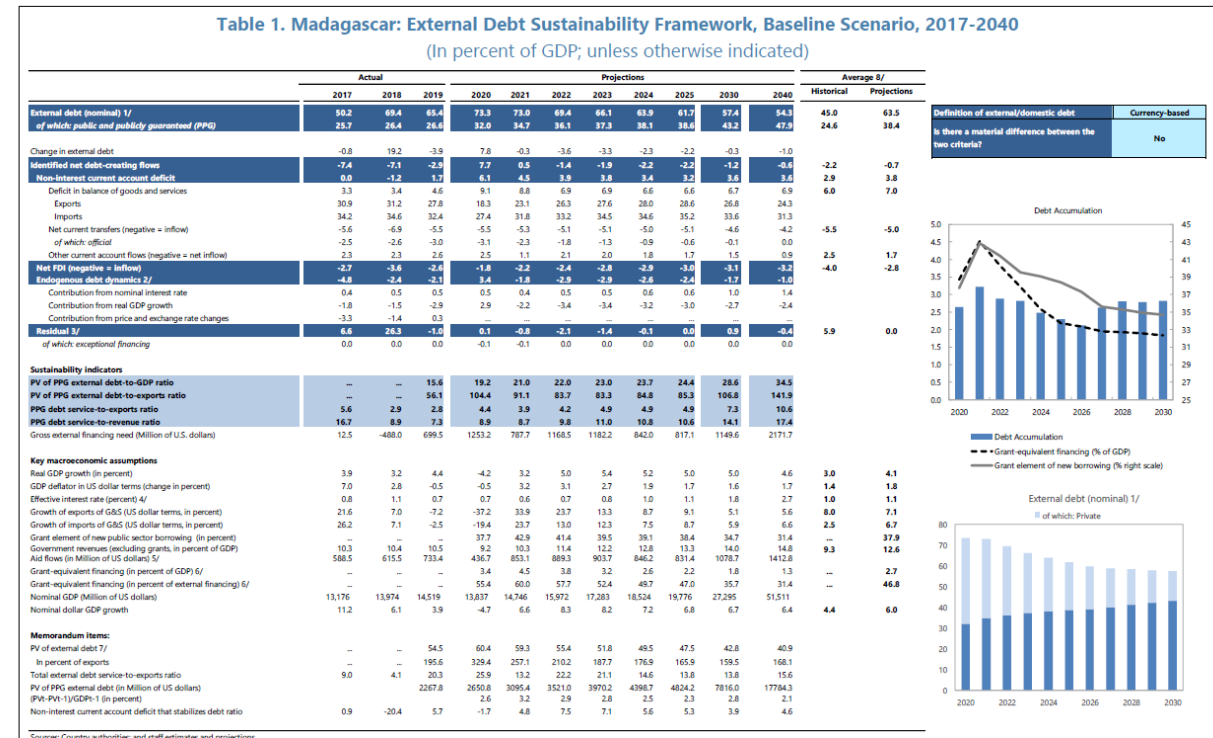 Table 1. Madagascar: External Debt Sustainability Framework, Baseline Scenario, 2017-2040
(In percent of GDP; unless otherwise indicated)
Actual Projections Average 8/
2017 2018 2019 2020 2021 2022 2023 2024 2025 2030 2040 Historical Projections
External debt (nominal) 1/ 50.2 69.4 65.4 73.3 73.0 69.4 66.1 63.9 61.7 57.4 54.3 45.0 63.5
of which: public and publicly guaranteed (PPG) 25.7 26.4 26.6 32.0 34.7 36.1 37.3 38.1 38.6 43.2 47.9 24.6 38.4
Change in external debt -0.8 19.2 -3.9 7.8 -0.3 -3.6 -3.3 -2.3 -2.2 -0.3 -1.0
Identified net debt-creating flows -7.4 -7.1 -2.9 7.7 0.5 -1.4 -1.9 -2.2 -2.2 -1.2 -0.6 -2.2 -0.7
Non-interest current account deficit 0.0 -1.2 1.7 6.1 4.5 3.9 3.8 3.4 3.2 3.6 3.6 2.9 3.8
Deficit in balance of goods and services 3.3 3.4 4.6 9.1 8.8 6.9 6.9 6.6 6.6 6.7 6.9 6.0 7.0
Exports 30.9 31.2 27.8 18.3 23.1 26.3 27.6 28.0 28.6 26.8 24.3
Imports 34.2 34.6 32.4 27.4 31.8 33.2 34.5 34.6 35.2 33.6 31.3
Net current transfers (negative = inflow) -5.6 -6.9 -5.5 -5.5 -5.3 -5.1 -5.1 -5.0 -5.1 -4.6 -4.2 -5.5 -5.0
of which: official -2.5 -2.6 -3.0 -3.1 -2.3 -1.8 -1.3 -0.9 -0.6 -0.1 0.0
Other current account flows (negative = net inflow) 2.3 2.3 2.6 2.5 1.1 2.1 2.0 1.8 1.7 1.5 0.9 2.5 1.7
Net FDI (negative = inflow) -2.7 -3.6 -2.6 -1.8 -2.2 -2.4 -2.8 -2.9 -3.0 -3.1 -3.2 -4.0 -2.8
Endogenous debt dynamics 2/ -4.8 -2.4 -2.1 3.4 -1.8 -2.9 -2.9 -2.6 -2.4 -1.7 -1.0
Contribution from nominal interest rate 0.4 0.5 0.5 0.5 0.4 0.5 0.5 0.6 0.6 1.0 1.4
Contribution from real GDP growth -1.8 -1.5 -2.9 2.9 -2.2 -3.4 -3.4 -3.2 -3.0 -2.7 -2.4
Contribution from price and exchange rate changes -3.3 -1.4 0.3 ... ... ... ... ... ... ... ...
Residual 3/ 6.6 26.3 -1.0 0.1 -0.8 -2.1 -1.4 -0.1 0.0 0.9 -0.4 5.9 0.0
of which: exceptional financing 0.0 0.0 0.0 -0.1 -0.1 0.0 0.0 0.0 0.0 0.0 0.0
Sustainability indicators
PV of PPG external debt-to-GDP ratio ... ... 15.6 19.2 21.0 22.0 23.0 23.7 24.4 28.6 34.5
PV of PPG external debt-to-exports ratio ... ... 56.1 104.4 91.1 83.7 83.3 84.8 85.3 106.8 141.9
PPG debt service-to-exports ratio 5.6 2.9 2.8 4.4 3.9 4.2 4.9 4.9 4.9 7.3 10.6
PPG debt service-to-revenue ratio 16.7 8.9 7.3 8.9 8.7 9.8 11.0 10.8 10.6 14.1 17.4
Gross external financing need (Million of U.S. dollars) 12.5 -488.0 699.5 1253.2 787.7 1168.5 1182.2 842.0 817.1 1149.6 2171.7
Key macroeconomic assumptions
Real GDP growth (in percent) 3.9 3.2 4.4 -4.2 3.2 5.0 5.4 5.2 5.0 5.0 4.6 3.0 4.1
GDP deflator in US dollar terms (change in percent) 7.0 2.8 -0.5 -0.5 3.2 3.1 2.7 1.9 1.7 1.6 1.7 1.4 1.8
Effective interest rate (percent) 4/ 0.8 1.1 0.7 0.7 0.6 0.7 0.8 1.0 1.1 1.8 2.7 1.0 1.1
Growth of exports of G&S (US dollar terms, in percent) 21.6 7.0 -7.2 -37.2 33.9 23.7 13.3 8.7 9.1 5.1 5.6 8.0 7.1
Growth of imports of G&S (US dollar terms, in percent) 26.2 7.1 -2.5 -19.4 23.7 13.0 12.3 7.5 8.7 5.9 6.6 2.5 6.7
Grant element of new public sector borrowing (in percent) ... ... ... 37.7 42.9 41.4 39.5 39.1 38.4 34.7 31.4 ... 37.9
Government revenues (excluding grants, in percent of GDP) 10.3 10.4 10.5 9.2 10.3 11.4 12.2 12.8 13.3 14.0 14.8 9.3 12.6
Aid flows (in Million of US dollars) 5/ 588.5 615.5 733.4 436.7 853.1 889.3 903.7 846.2 831.4 1078.7 1412.8
Grant-equivalent financing (in percent of GDP) 6/ ... ... ... 3.4 4.5 3.8 3.2 2.6 2.2 1.8 1.3 ... 2.7
Grant-equivalent financing (in percent of external financing) 6/ ... ... ... 55.4 60.0 57.7 52.4 49.7 47.0 35.7 31.4 ... 46.8
Nominal GDP (Million of US dollars) 13,176 13,974 14,519 13,837 14,746 15,972 17,283 18,524 19,776 27,295 51,511
Nominal dollar GDP growth 11.2 6.1 3.9 -4.7 6.6 8.3 8.2 7.2 6.8 6.7 6.4 4.4 6.0
Memorandum items:
PV of external debt 7/ ... ... 54.5 60.4 59.3 55.4 51.8 49.5 47.5 42.8 40.9
In percent of exports ... ... 195.6 329.4 257.1 210.2 187.7 176.9 165.9 159.5 168.1
Total external debt service-to-exports ratio 9.0 4.1 20.3 25.9 13.2 22.2 21.1 14.6 13.8 13.8 15.6
PV of PPG external debt (in Million of US dollars) 2267.8 2650.8 3095.4 3521.0 3970.2 4398.7 4824.2 7816.0 17784.3
(PVt-PVt-1)/GDPt-1 (in percent) 2.6 3.2 2.9 2.8 2.5 2.3 2.8 2.1
Non-interest current account deficit that stabilizes debt ratio 0.9 -20.4 5.7 -1.7 4.8 7.5 7.1 5.6 5.3 3.9 4.6
Sources: Country authorities; and staff estimates and projections.
Definition of external/domestic debt Currency-based
Is there a material difference between the two criteria? No
Debt Accumulation
5.0 45
4.5 43
4.0 41
3.5 39
3.0 37
2.5 35
2.0 33
1.5 31
1.0 29
0.5 27
0.0 25
2020 2022 2024 2026 2028 2030
Debt Accumulation
Grant-equivalent financing (% of GDP)
Grant element of new borrowing (% right scale)
External debt (nominal) 1/
of which: Private
80
70
60
50
40
30
20
10
0
2020 2022 2024 2026 2028 2030